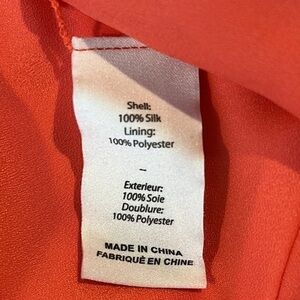 Shell:
100% Silk
Lining:
100% Polyester
–
Exterieur:
100% Soie
Doublure:
100% Polyester
MADE IN CHINA
FABRIQUÉ EN CHINE